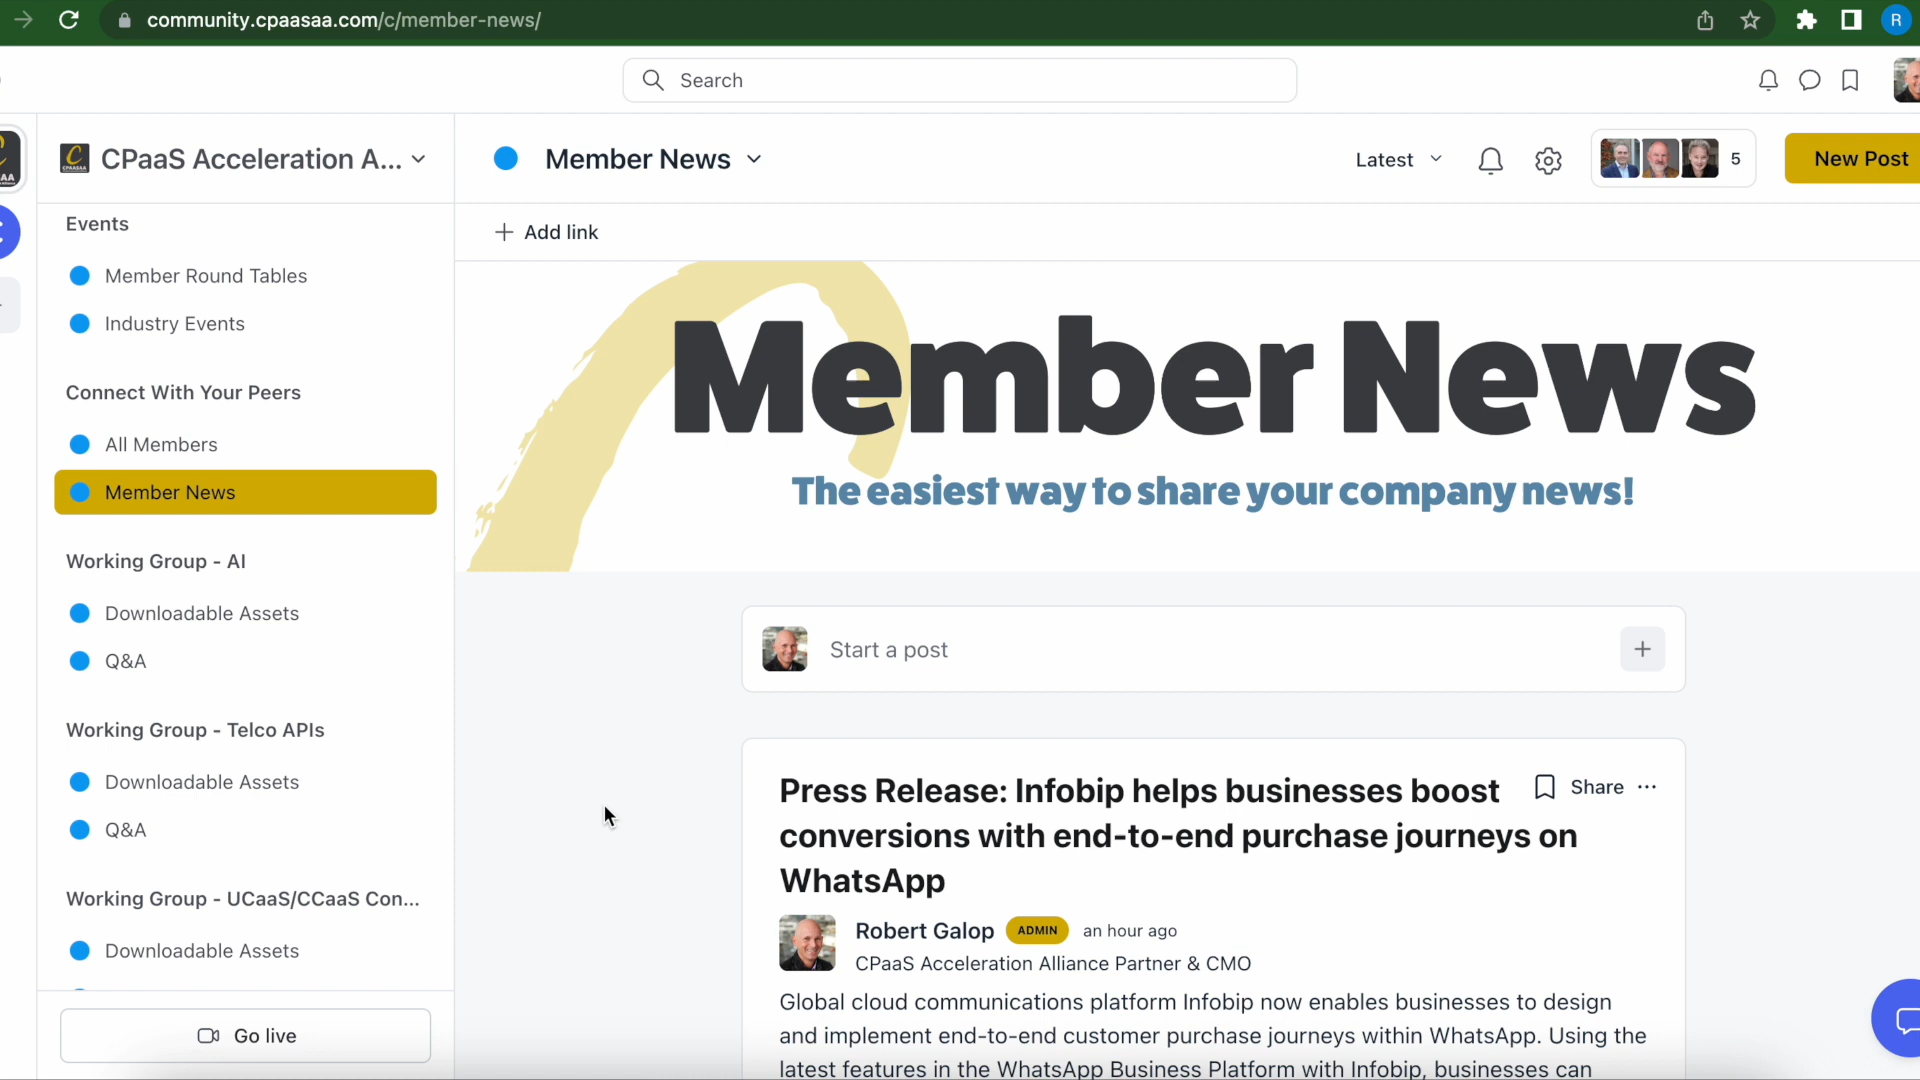 community.cpaasaa.com/c/member-news/
R
Search
CPaaS Acceleration A...
Member News
Latest
5
New Post
Events
Member Round Tables
Industry Events
Connect With Your Peers
All Members
Member News
Working Group - AI
Downloadable Assets
Q&A
Working Group - Telco APIs
Downloadable Assets
Q&A
Working Group - UCaaS/CCaaS Con...
Downloadable Assets
Go live
+ Add link
Member News
The easiest way to share your company news!
Start a post
Press Release: Infobip helps businesses boost
conversions with end-to-end purchase journeys on
WhatsApp
Share
Robert Galop ADMIN an hour ago
CPaaS Acceleration Alliance Partner & CMO
Global cloud communications platform Infobip now enables businesses to design
and implement end-to-end customer purchase journeys within WhatsApp. Using the
latest features in the WhatsApp Business Platform with Infobip, businesses can